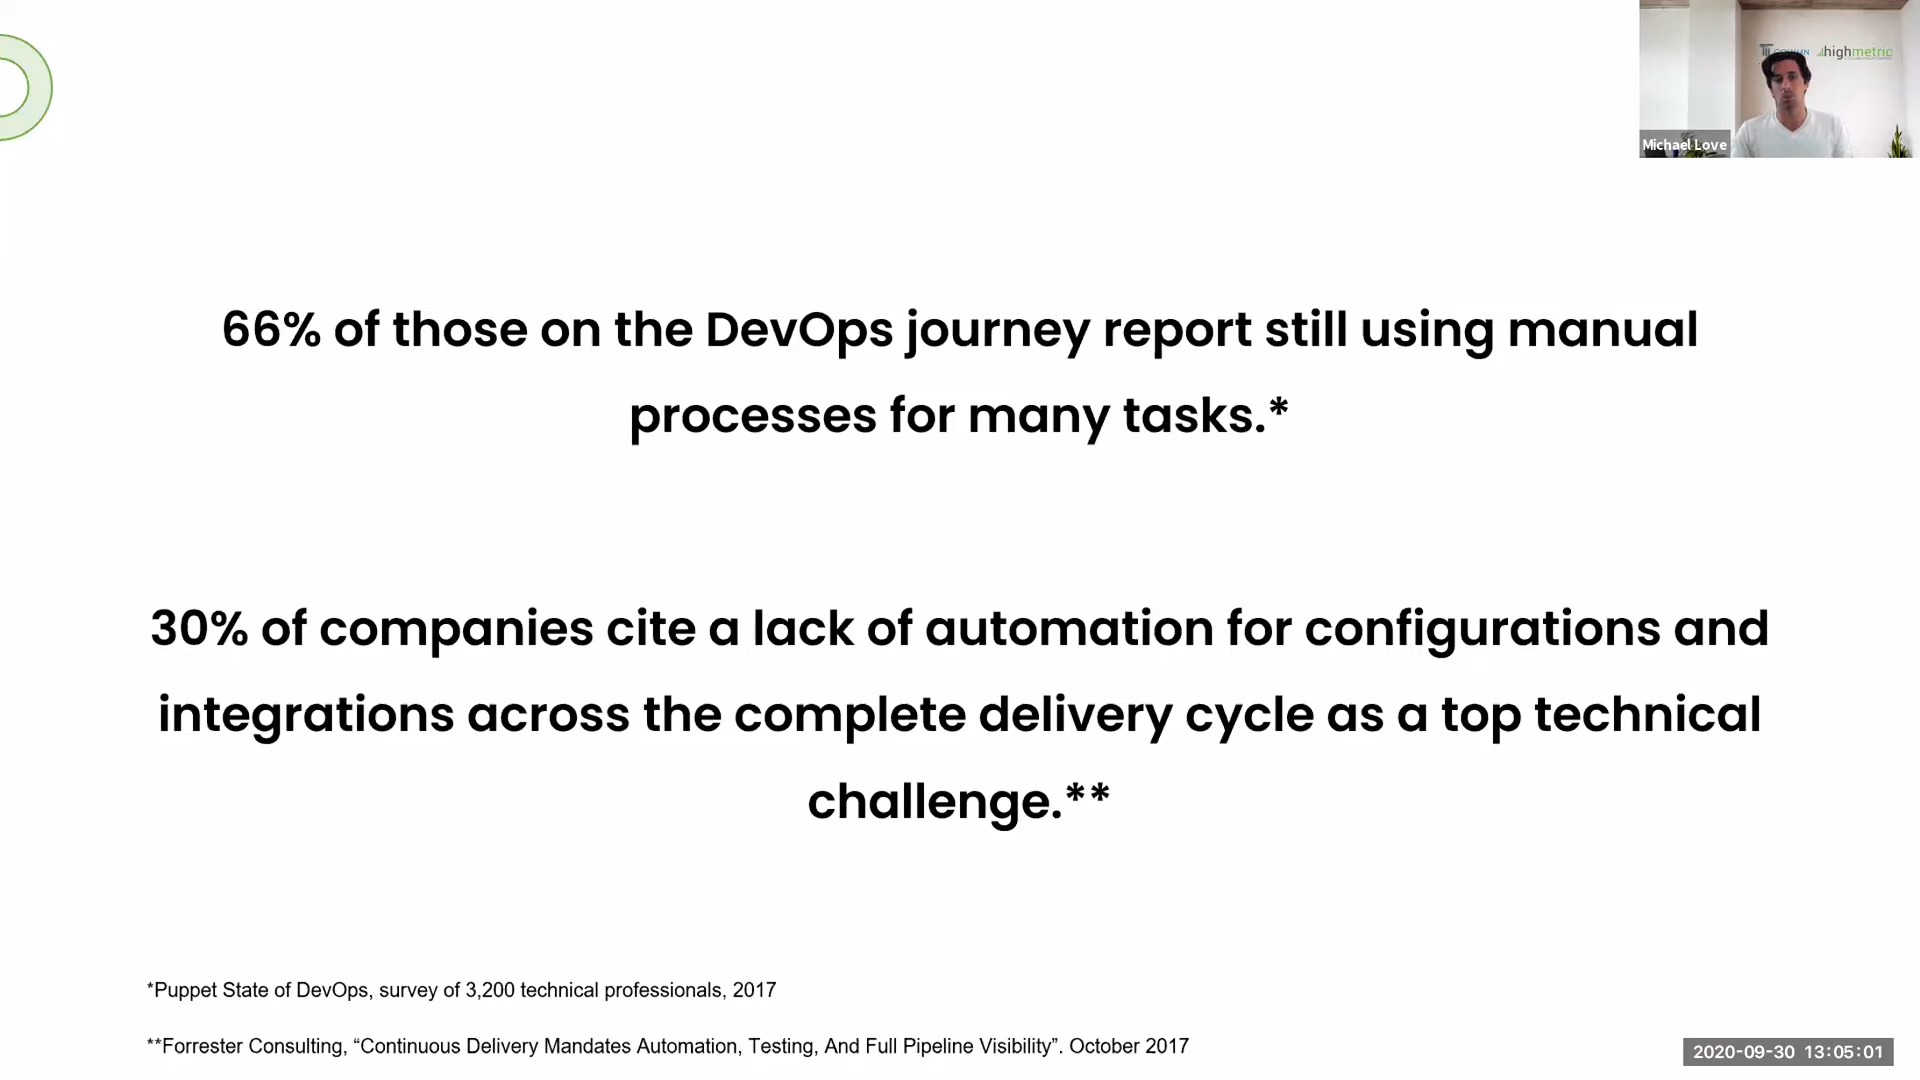 highmetric
Michael Love
66% of those on the DevOps journey report still using manual
processes for many tasks.*
30% of companies cite a lack of automation for configurations and
integrations across the complete delivery cycle as a top technical
challenge.**
*Puppet State of DevOps, survey of 3,200 technical professionals, 2017
**Forrester Consulting, “Continuous Delivery Mandates Automation, Testing, And Full Pipeline Visibility”. October 2017
2020-09-30 13:05:01